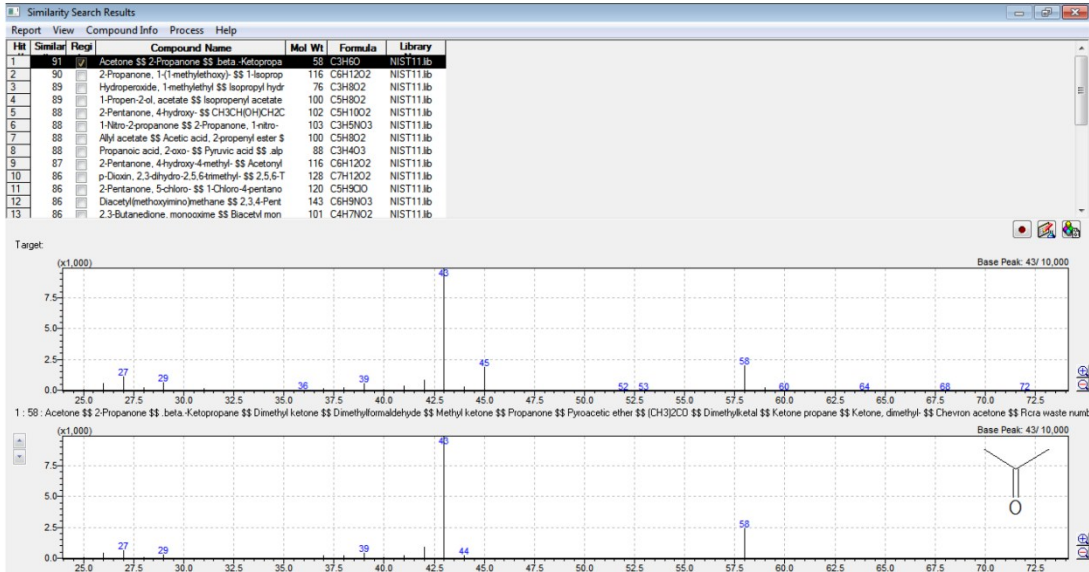 Similarity Search Results
Report View Compound Info Process Help
Hit Similar Regi Compound Name Mol Wt Formula Library
1 91 Acetone $$ 2-Propanone $$ .beta.-Ketopropa 58 C3H6O NIST11.lib
2 90 2-Propanone, 1-(1-methylethoxy)- $$ 1-Isoprop 116 C6H12O2 NIST11.lib
3 89 Hydroperoxide, 1-methylethyl $$ Isopropyl hydr 76 C3H8O2 NIST11.lib
4 89 1-Propen-2-ol, acetate $$ Isopropenyl acetate 100 C5H8O2 NIST11.lib
5 88 2-Pentanone, 4-hydroxy- $$ CH3CH(OH)CH2C 102 C5H10O2 NIST11.lib
6 88 1-Nitro-2-propanone $$ 2-Propanone, 1-nitro- 103 C3H5NO3 NIST11.lib
7 88 Allyl acetate $$ Acetic acid, 2-propenyl ester $ 100 C5H8O2 NIST11.lib
8 88 Propanoic acid, 2-oxo- $$ Pyruvic acid $$ .alp 88 C3H4O3 NIST11.lib
9 87 2-Pentanone, 4-hydroxy-4-methyl- $$ Acetonyl 116 C6H12O2 NIST11.lib
10 86 p-Dioxin, 2,3-dihydro-2,5,6-trimethyl- $$ 2,5,6-T 128 C7H12O2 NIST11.lib
11 86 2-Pentanone, 5-chloro- $$ 1-Chloro-4-pentano 120 C5H9ClO NIST11.lib
12 86 Diacetyl(methoxyimino)methane $$ 2,3,4-Pent 143 C6H9NO3 NIST11.lib
13 86 2,3-Butanedione, monooxime $$ Biacetyl mon 101 C4H7NO2 NIST11.lib
Target:
(x1,000) Base Peak: 43/ 10,000
43
7.5
5.0
2.5 45 58
27 29 36 39 52 53 60 64 68 72
0.0
25.0 27.5 30.0 32.5 35.0 37.5 40.0 42.5 45.0 47.5 50.0 52.5 55.0 57.5 60.0 62.5 65.0 67.5 70.0 72.5
1 : 58 : Acetone $$ 2-Propanone $$ .beta.-Ketopropane $$ Dimethyl ketone $$ Dimethylformaldehyde $$ Methyl ketone $$ Propanone $$ Pyroacetic ether $$ (CH3)2CO $$ Dimethylketal $$ Ketone propane $$ Ketone, dimethyl- $$ Chevron acetone $$ Rcra waste numb
(x1,000) Base Peak: 43/ 10,000
43
7.5
5.0 O
2.5 58
27 29 39 44
0.0
25.0 27.5 30.0 32.5 35.0 37.5 40.0 42.5 45.0 47.5 50.0 52.5 55.0 57.5 60.0 62.5 65.0 67.5 70.0 72.5